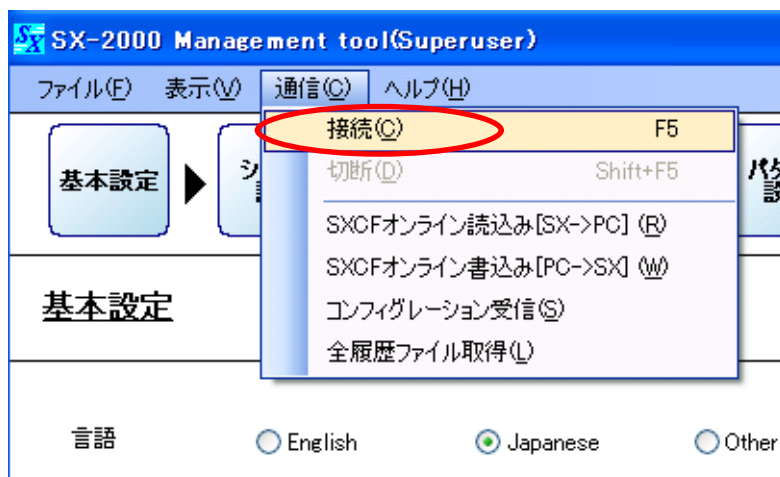 SX SX-2000 Management tool(Superuser)
ファイル(F) 表示(V) 通信(C) ヘルプ(H)
接続(C) F5
切断(D) Shift+F5
SXCFオンライン読込み[SX->PC] (R)
SXCFオンライン書込み[PC->SX] (W)
コンフィグレーション受信(S)
全履歴ファイル取得(L)
基本設定
基本設定
言語 English Japanese Other